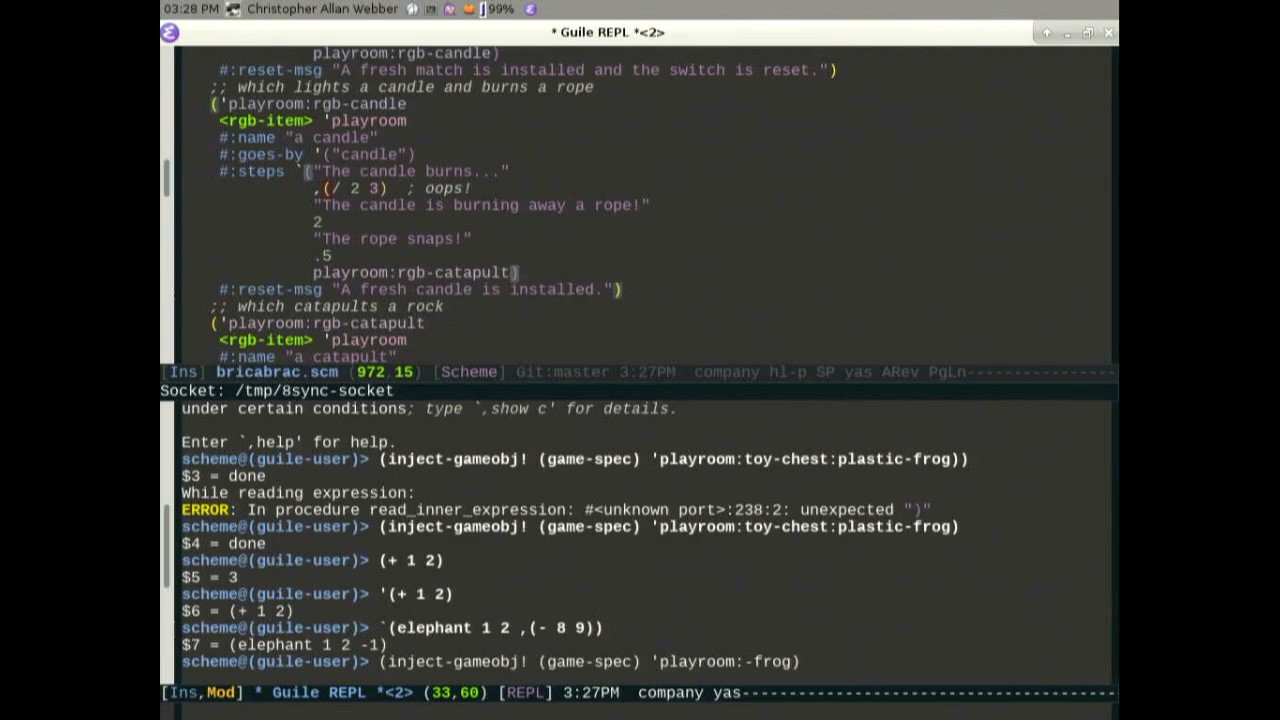 03:28 PM Christopher Allan Webber 99%
* Guile REPL *<2>
playroom:rgb-candle)
#:reset-msg "A fresh match is installed and the switch is reset.")
;; which lights a candle and burns a rope
('playroom:rgb-candle
<rgb-item> 'playroom
#:name "a candle"
#:goes-by '("candle")
#:steps `("The candle burns..."
,(/ 2 3)  ; oops!
"The candle is burning away a rope!"
2
"The rope snaps!"
.5
playroom:rgb-catapult)
#:reset-msg "A fresh candle is installed.")
;; which catapults a rock
('playroom:rgb-catapult
<rgb-item> 'playroom
#:name "a catapult"
[Ins] bricabrac.scm (972,15) [Scheme] Git:master 3:27PM  company hl-p SP yas ARev PgLn----------------
Socket: /tmp/8sync-socket
under certain conditions; type `,show c' for details.
Enter `,help' for help.
scheme@(guile-user)> (inject-gameobj! (game-spec) 'playroom:toy-chest:plastic-frog))
$3 = done
While reading expression:
ERROR: In procedure read_inner_expression: #<unknown port>:238:2: unexpected ")"
scheme@(guile-user)> (inject-gameobj! (game-spec) 'playroom:toy-chest:plastic-frog)
$4 = done
scheme@(guile-user)> (+ 1 2)
$5 = 3
scheme@(guile-user)> '(+ 1 2)
$6 = (+ 1 2)
scheme@(guile-user)> `(elephant 1 2 ,(- 8 9))
$7 = (elephant 1 2 -1)
scheme@(guile-user)> (inject-gameobj! (game-spec) 'playroom:-frog)
[Ins,Mod] * Guile REPL *<2> (33,60) [REPL] 3:27PM  company yas----------------------------------------